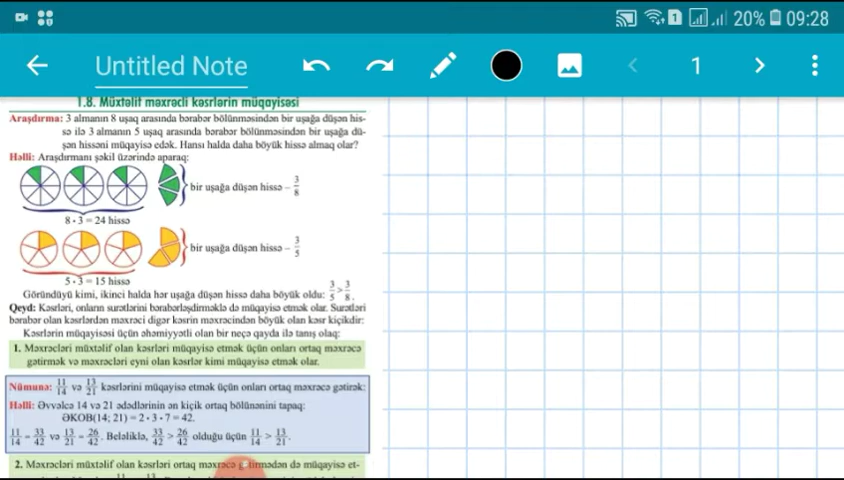 20% 09:28
Untitled Note
1
1.8. Müxtəlif məxrəcli kəsrlərin müqayisəsi
Araşdırma: 3 almanın 8 uşaq arasında bərabər bölünməsindən bir uşağa düşən his-
sə ilə 3 almanın 5 uşaq arasında bərabər bölünməsindən bir uşağa dü-
şən hissəni müqayisə edək. Hansı halda daha böyük hissə almaq olar?
Həlli: Araşdırmanı şəkil üzərində aparaq:
bir uşağa düşən hissə – 3/8
8 · 3 = 24 hissə
bir uşağa düşən hissə – 3/5
5 · 3 = 15 hissə
Göründüyü kimi, ikinci halda hər uşağa düşən hissə daha böyük oldu: 3/5 > 3/8.
Qeyd: Kəsrləri, onların surətlərini bərabərləşdirməklə də müqayisə etmək olar. Surətləri
bərabər olan kəsrlərdən məxrəci digər kəsrin məxrəcindən böyük olan kəsr kiçikdir:
Kəsrlərin müqayisəsi üçün əhəmiyyətli olan bir neçə qayda ilə tanış olaq:
1. Məxrəcləri müxtəlif olan kəsrləri müqayisə etmək üçün onları ortaq məxrəcə
gətirmək və məxrəcləri eyni olan kəsrlər kimi müqayisə etmək olar.
Nümunə: 11/14 və 13/21 kəsrlərini müqayisə etmək üçün onları ortaq məxrəcə gətirək:
Həlli: Əvvəlcə 14 və 21 ədədlərinin ən kiçik ortaq bölünənini tapaq:
ƏKOB(14; 21) = 2 · 3 · 7 = 42.
11/14 = 33/42 və 13/21 = 26/42. Beləliklə, 33/42 > 26/42 olduğu üçün 11/14 > 13/21.
2. Məxrəcləri müxtəlif olan kəsrləri ortaq məxrəcə gətirmədən də müqayisə et-